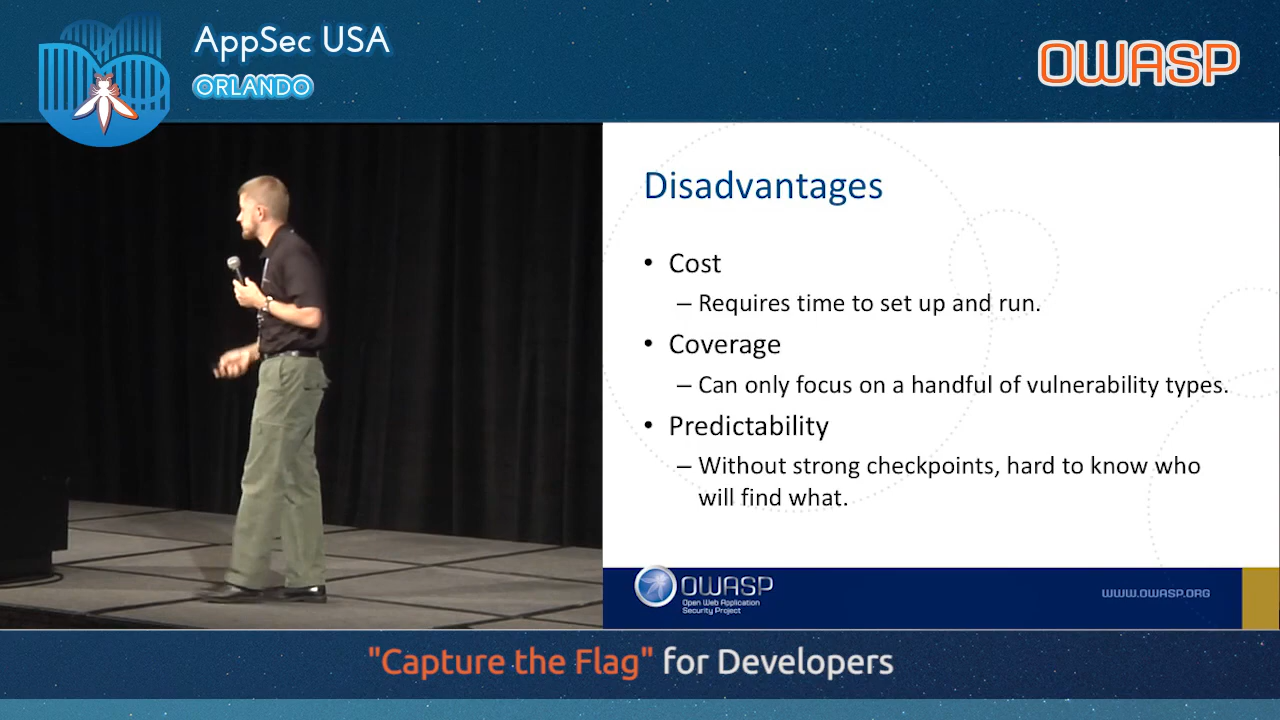 AppSec USA
ORLANDO
OWASP
Disadvantages
• Cost
– Requires time to set up and run.
• Coverage
– Can only focus on a handful of vulnerability types.
• Predictability
– Without strong checkpoints, hard to know who
will find what.
OWASP
Open Web Application
Security Project
WWW.OWASP.ORG
"Capture the Flag" for Developers